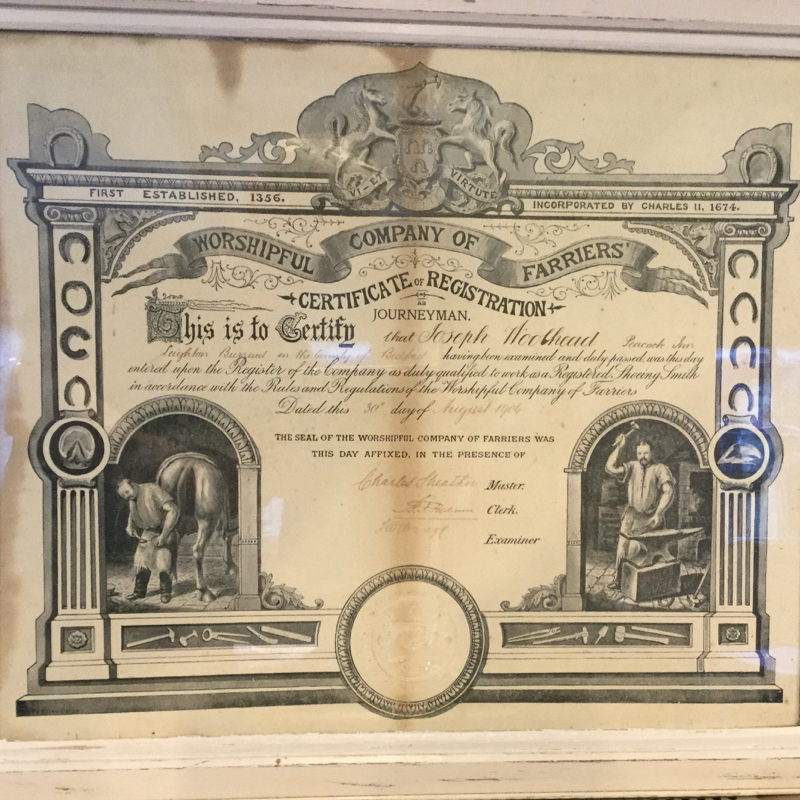 VI-ET VIRTUTE
FIRST ESTABLISHED, 1356.
INCORPORATED BY CHARLES II, 1674.
WORSHIPFUL COMPANY OF FARRIERS'
CERTIFICATE OF REGISTRATION
AS
JOURNEYMAN.
This is to Certify that Joseph Woodhead Peacock Inn
Leighton Buzzard in the County of Beds having been examined and duly passed, was this day
entered upon the Register of the Company as duly qualified to work as a Registered Shoeing Smith
in accordance with the Rules and Regulations of the Worshipful Company of Farriers
Dated this 30th day of August 1904
THE SEAL OF THE WORSHIPFUL COMPANY OF FARRIERS WAS
THIS DAY AFFIXED, IN THE PRESENCE OF
Charles Sheather Master.
Clerk.
Examiner